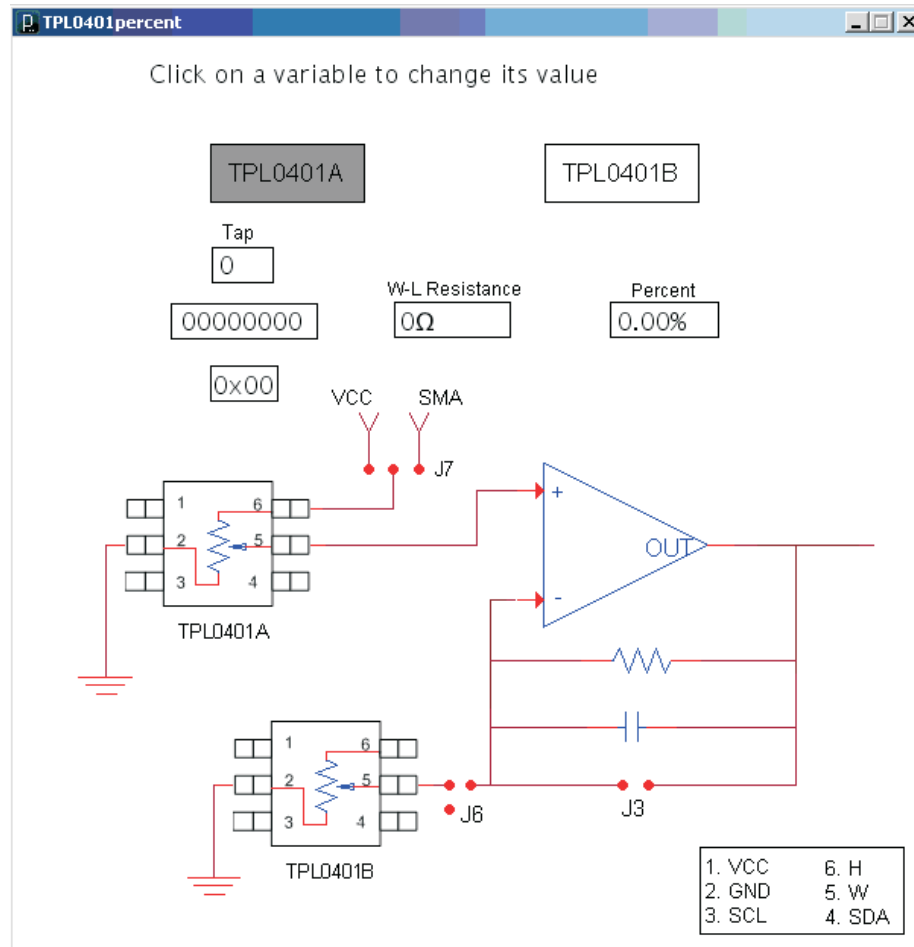 TPL0401percent
Click on a variable to change its value
TPL0401A TPL0401B
Tap
0
W-L Resistance Percent
00000000 0Ω 0.00%
0x00
VCC SMA
J7
1 6
2 5
3 4
TPL0401A
+
OUT
-
1 6
2 5
3 4
TPL0401B
J6
J3
1. VCC 6. H
2. GND 5. W
3. SCL 4. SDA